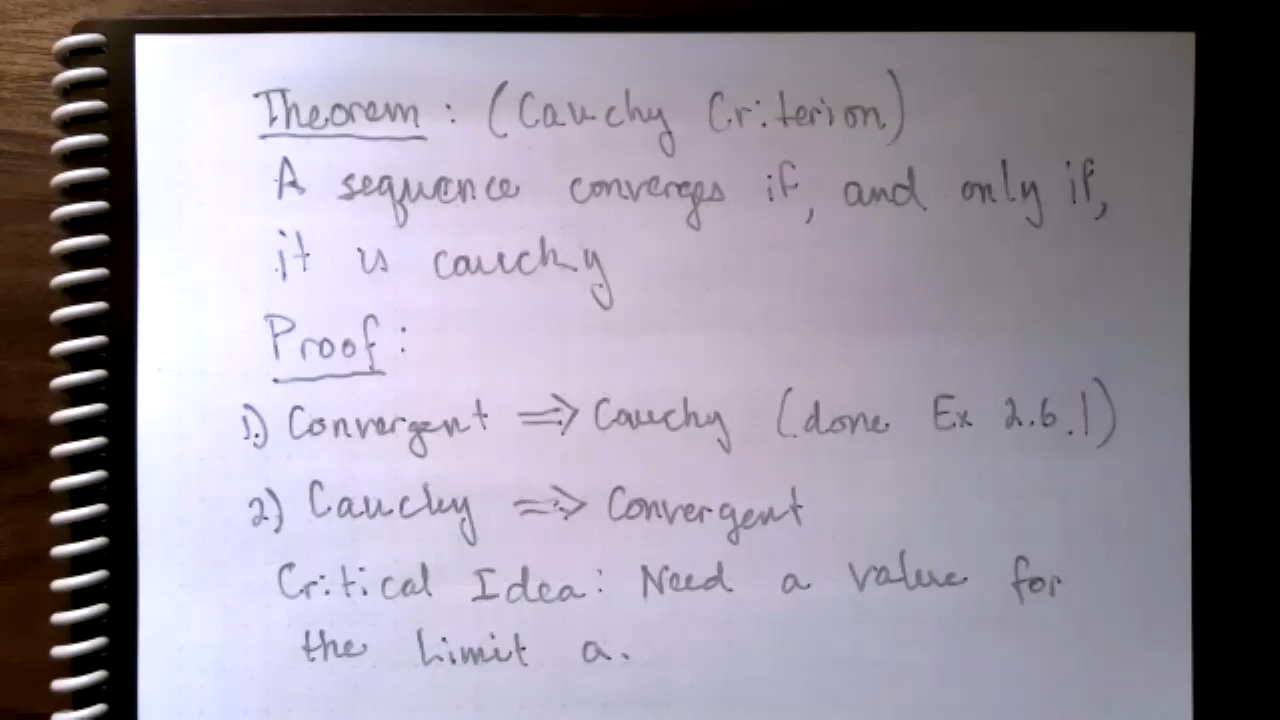 Theorem : (Cauchy Criterion)
A sequence converges if, and only if,
it is cauchy
Proof :
1.) Convergent ⇒ Cauchy (done Ex 2.6.1)
2) Cauchy ⇒ Convergent
Critical Idea: Need a value for
the limit a.